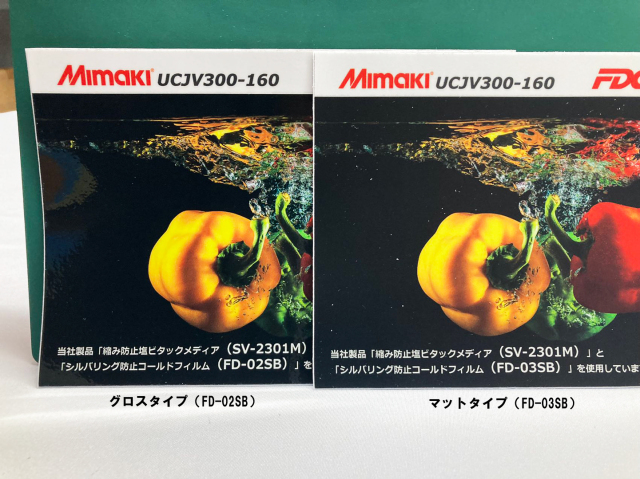 Mimaki UCJV300-160
当社製品「縮み防止塩ビタックメディア（SV-2301M）
「シルバリング防止コールドフィルム（FD-02SB）」を
グロスタイプ（FD-02SB）
Mimaki UCJV300-160 FDC
当社製品「縮み防止塩ビタックメディア（SV-2301M）」と
「シルバリング防止コールドフィルム（FD-03SB）」を使用していま
マットタイプ（FD-03SB）